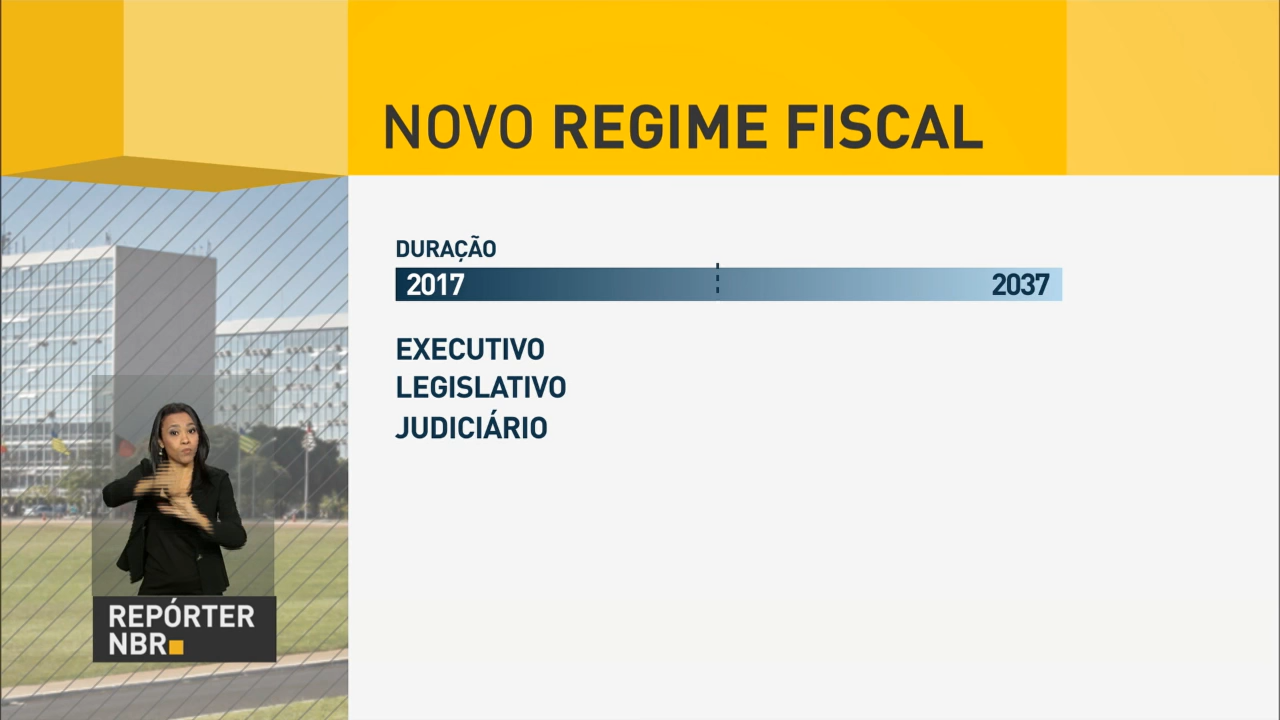 NOVO REGIME FISCAL
DURAÇÃO
2017 2037
EXECUTIVO
LEGISLATIVO
JUDICIÁRIO
REPÓRTER
NBR